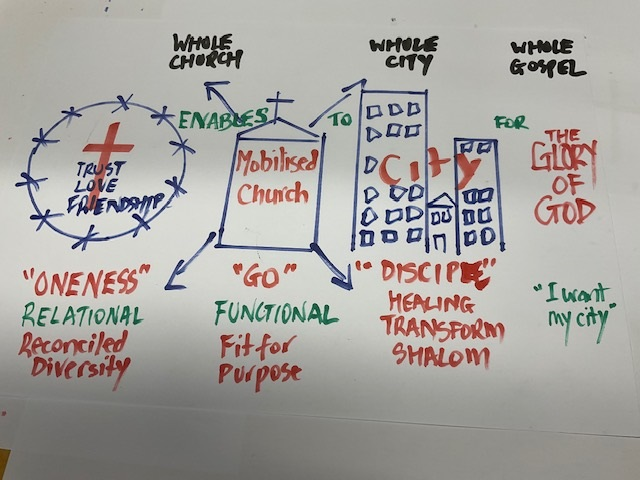 WHOLE
CHURCH
WHOLE
CITY
WHOLE
GOSPEL
ENABLES
TO
FOR
TRUST
LOVE
FRIENDSHIP
Mobilised
Church
City
THE
GLORY
OF
GOD
"ONENESS"
RELATIONAL
Reconciled
Diversity
"GO"
FUNCTIONAL
Fit for
Purpose
"DISCIPLE"
HEALING
TRANSFORM
SHALOM
"I want
my city"